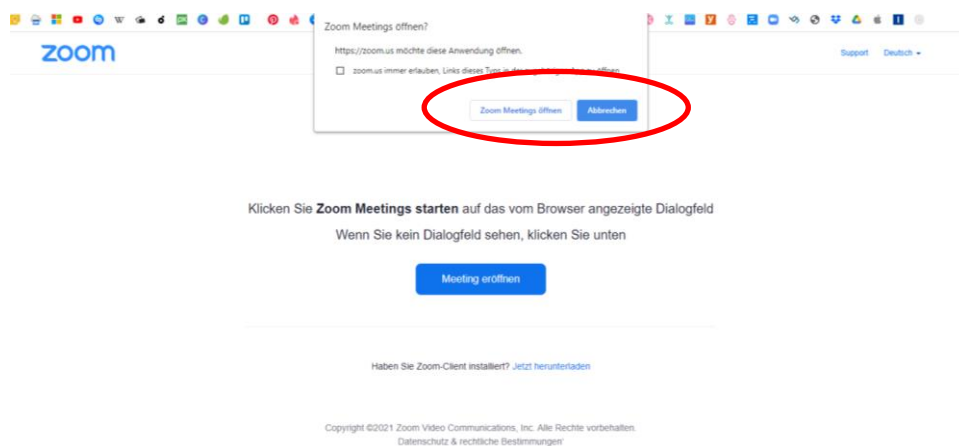 Zoom Meetings öffnen?
https://zoom.us möchte diese Anwendung öffnen.
zoom.us immer erlauben, Links dieses Typs in der zu öffnen
Zoom Meetings öffnen Abbrechen
zoom
Support Deutsch
Klicken Sie Zoom Meetings starten auf das vom Browser angezeigte Dialogfeld
Wenn Sie kein Dialogfeld sehen, klicken Sie unten
Meeting eröffnen
Haben Sie Zoom-Client installiert? Jetzt herunterladen
Copyright ©2021 Zoom Video Communications, Inc. Alle Rechte vorbehalten.
Datenschutz & rechtliche Bestimmungen